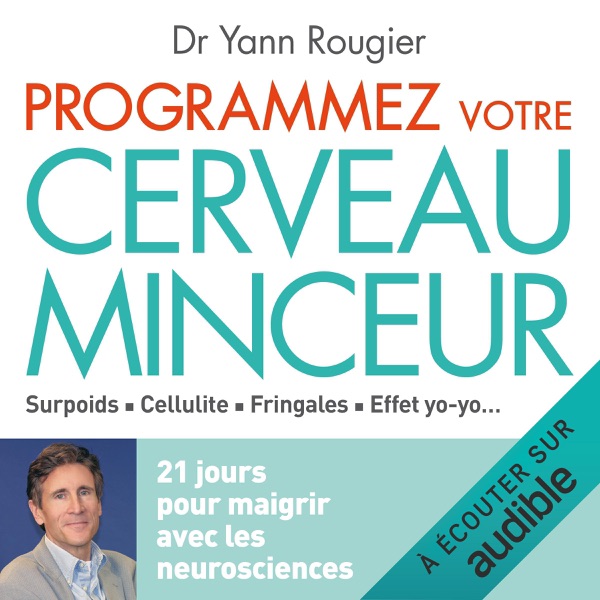 Dr Yann Rougier
PROGRAMMEZ VOTRE
CERVEAU
MINCEUR
Surpoids ▪ Cellulite ▪ Fringales ▪ Effet yo-yo...
21 jours
pour maigrir
avec les
neurosciences
À ÉCOUTER SUR
audible